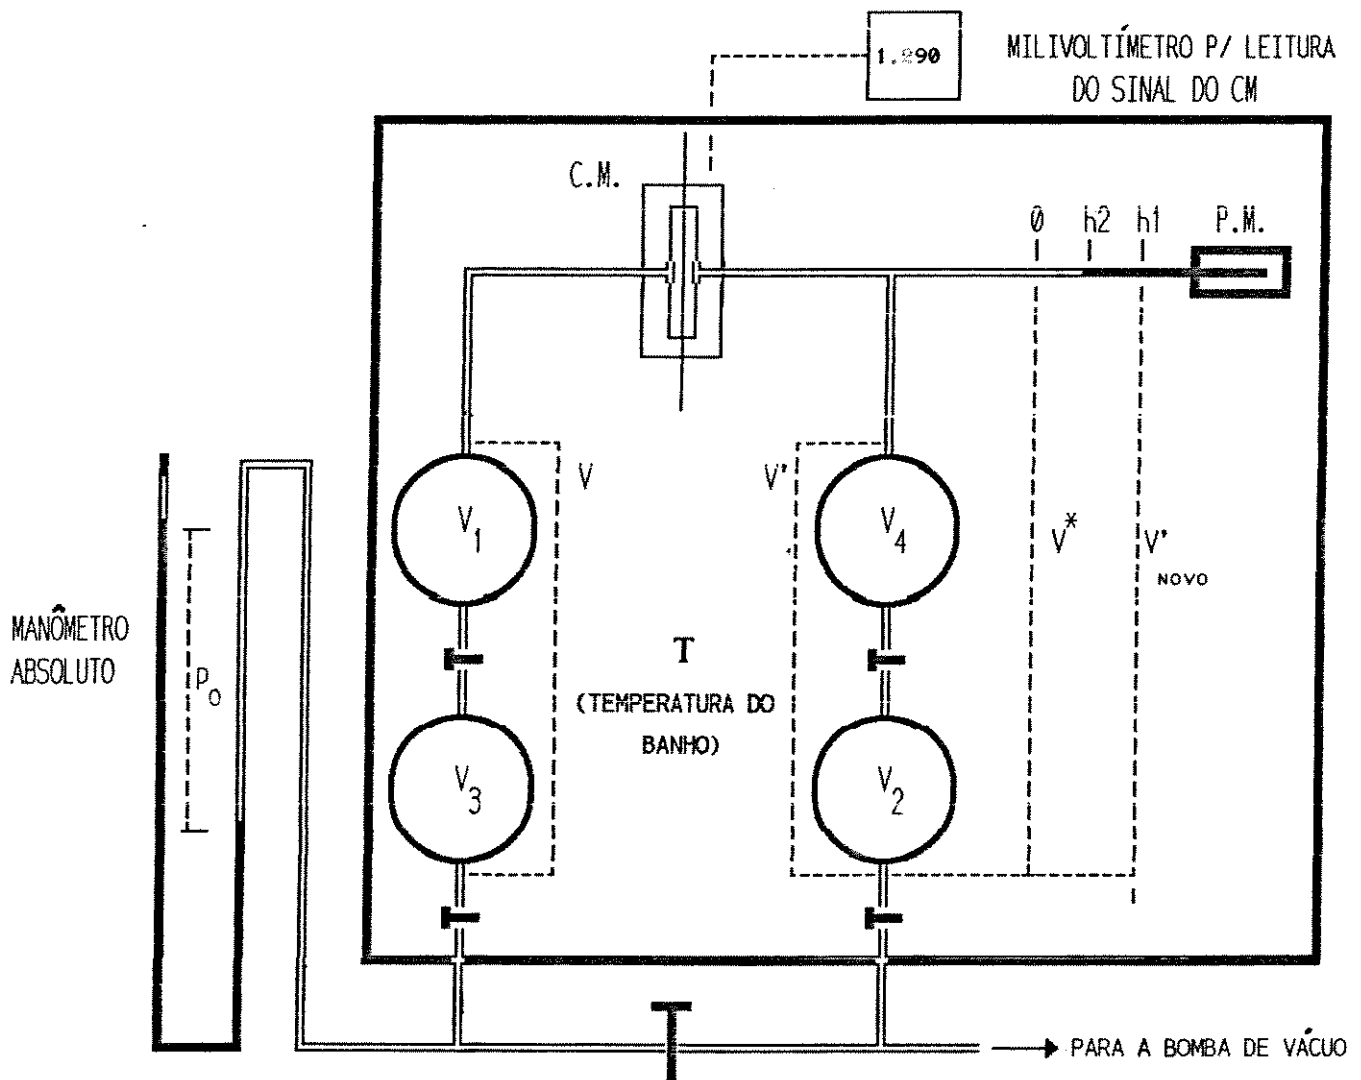 1.290
MILIVOLTÍMETRO P/ LEITURA
DO SINAL DO CM
C.M.
0 h2 h1 P.M.
V V'
V1 V4
V* V'
NOVO
MANÔMETRO
ABSOLUTO
P0
T
(TEMPERATURA DO
BANHO)
V3 V2
PARA A BOMBA DE VÁCUO